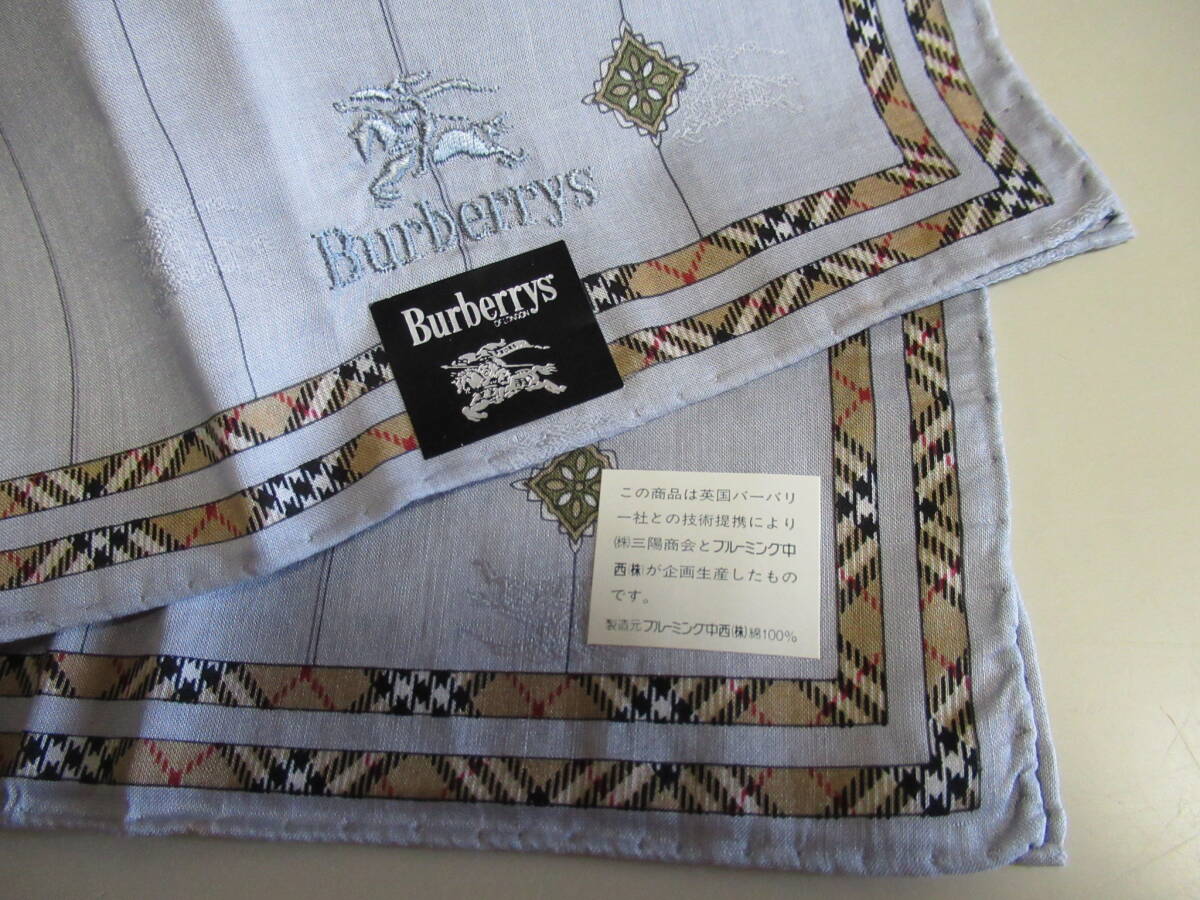 Burberrys
Burberrys
OF LONDON
この商品は英国バーバリ
ー社との技術提携により
㈱三陽商会とブルーミング中
西㈱が企画生産したもの
です。
製造元ブルーミング中西㈱綿100%